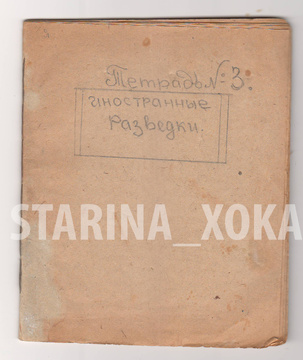 Тетрадь № 3.
иностранные
Разведки.
STARINA_XOKA